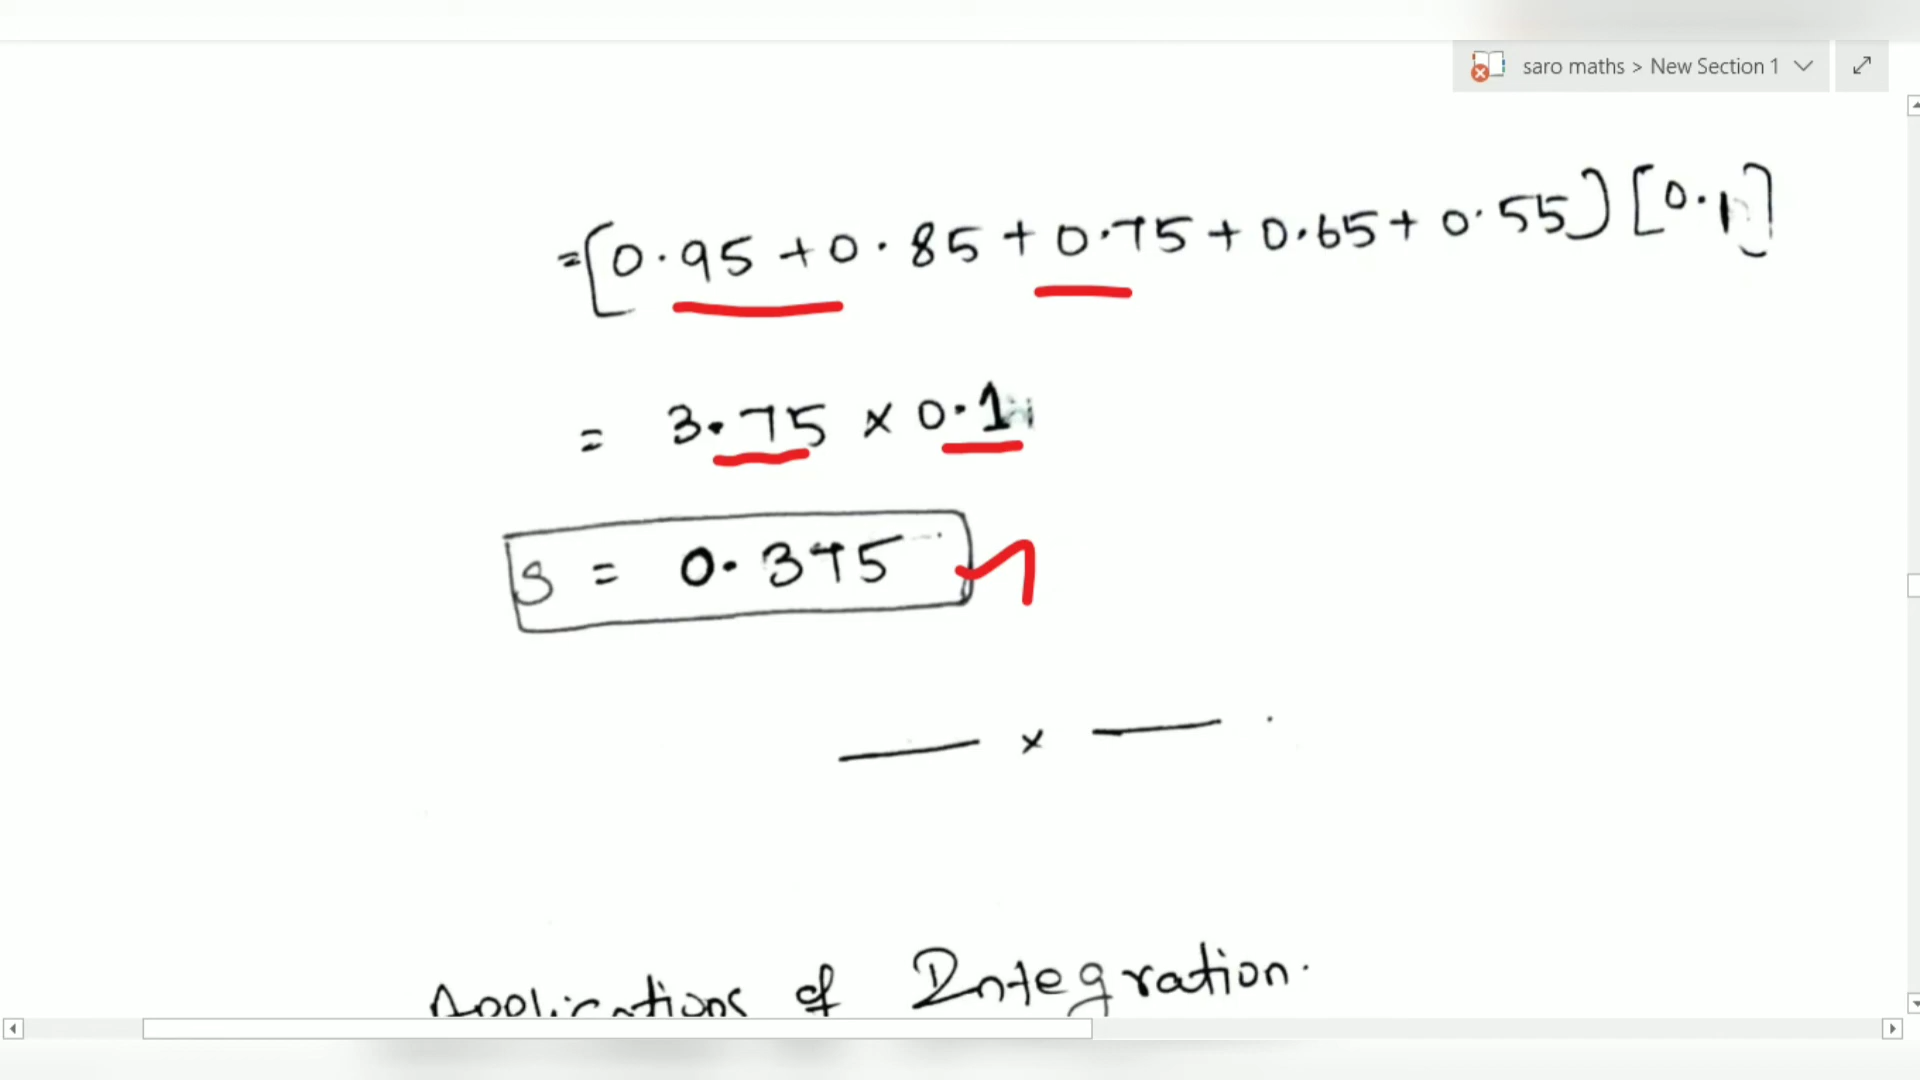 saro maths > New Section 1
=[0.95+0.85+0.75+0.65+0.55][0.1]
= 3.75 × 0.1
S = 0.375
— × —
Applications of Integration.